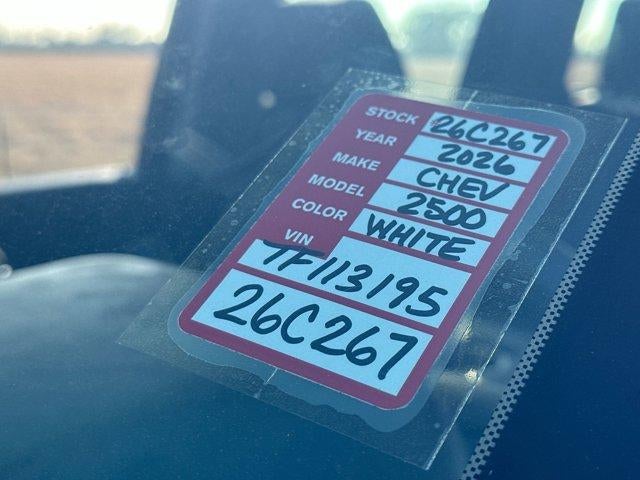 STOCK 26C267
YEAR 2026
MAKE CHEV
MODEL 2500
COLOR WHITE
VIN
TF113195
26C267